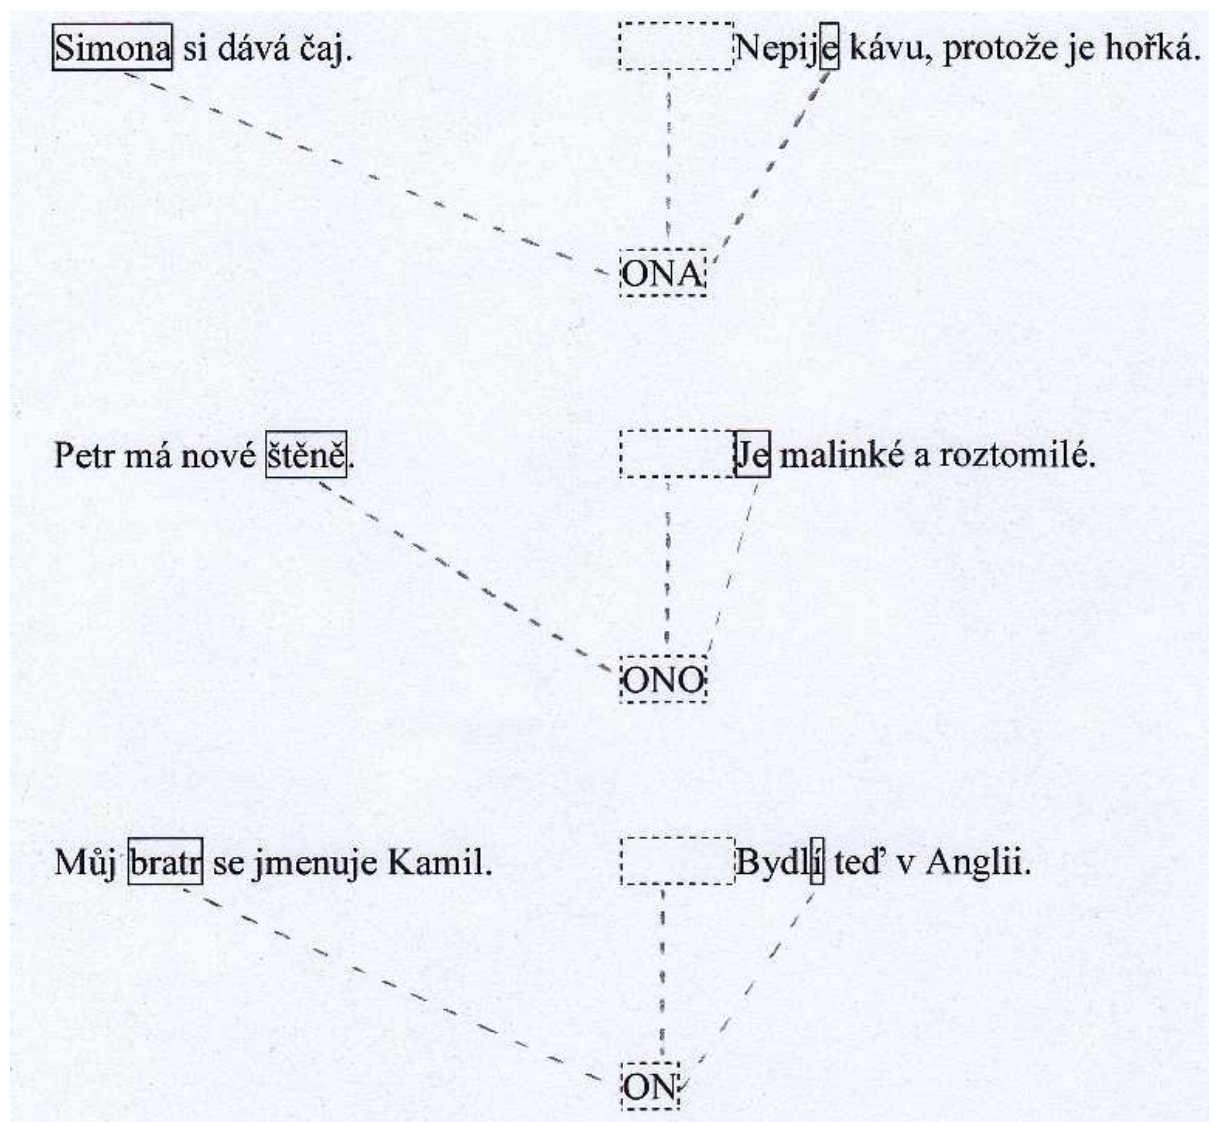 Simona si dává čaj. Nepije kávu, protože je hořká.
ONA
Petr má nové štěně. Je malinké a roztomilé.
ONO
Můj bratr se jmenuje Kamil. Bydlí teď v Anglii.
ON